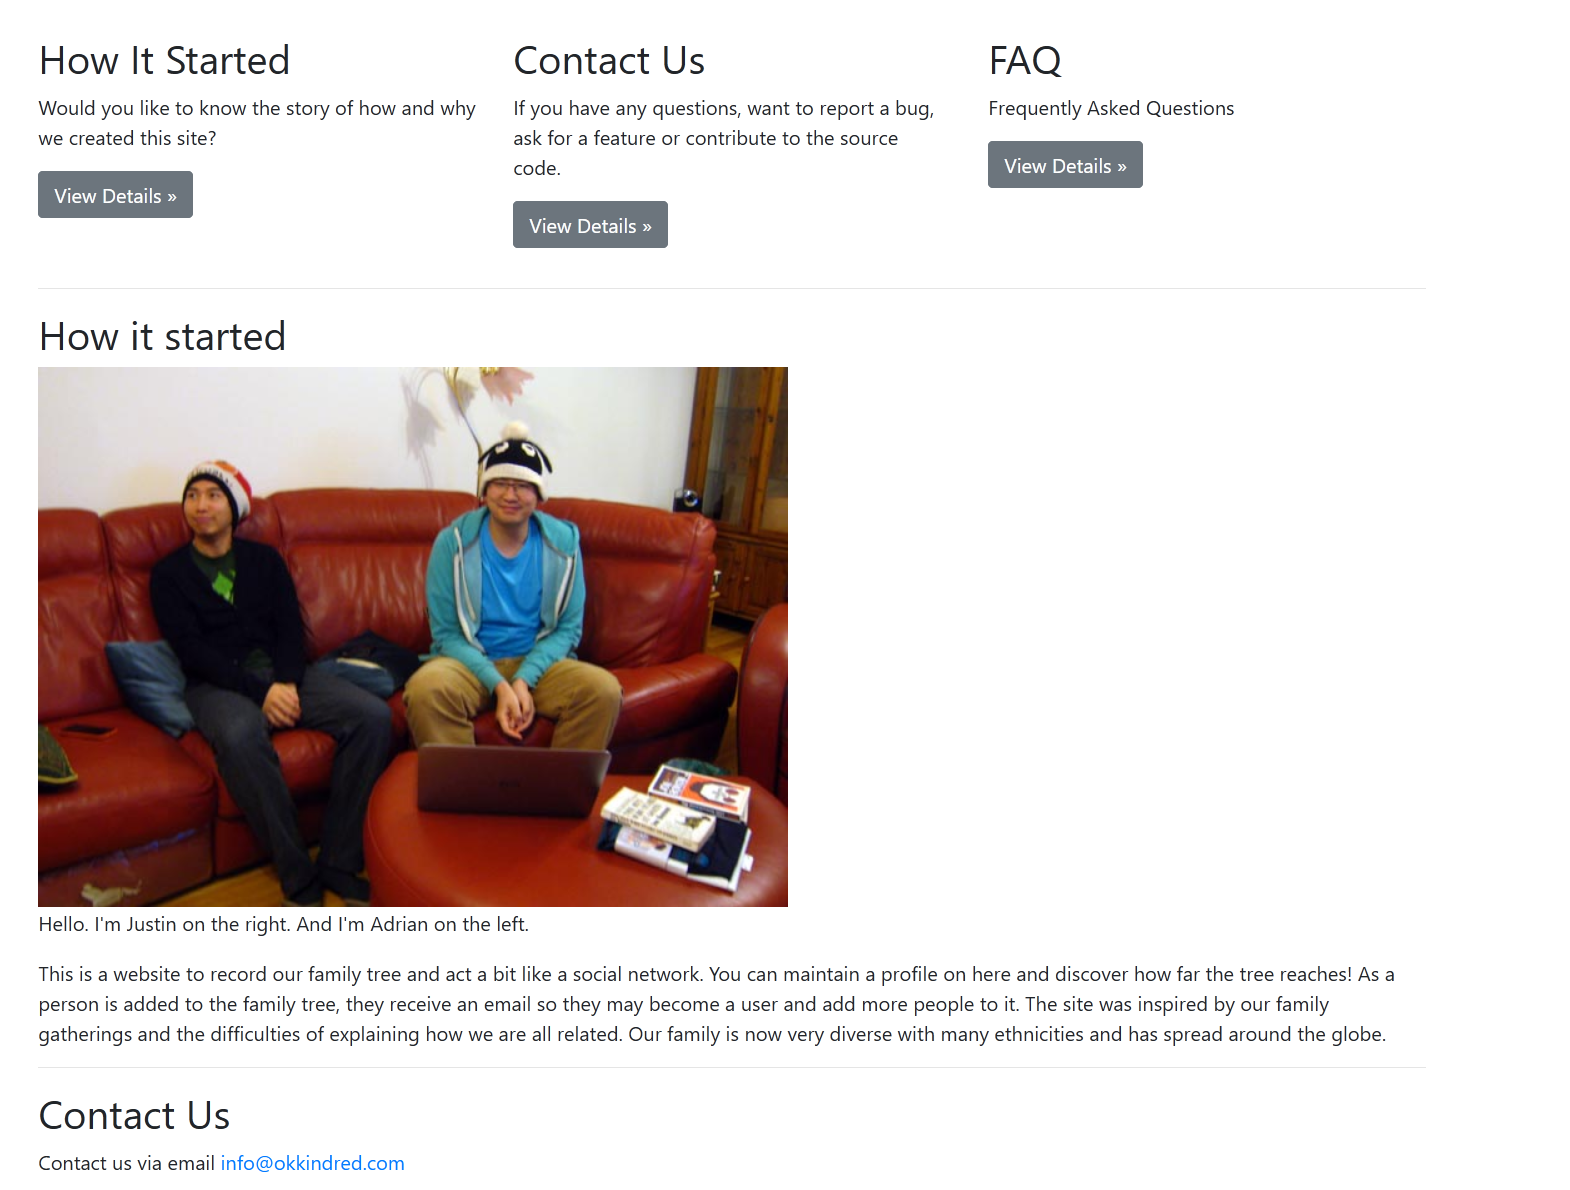 How It Started
Would you like to know the story of how and why
we created this site?
View Details »
Contact Us
If you have any questions, want to report a bug,
ask for a feature or contribute to the source
code.
View Details »
FAQ
Frequently Asked Questions
View Details »
How it started
Hello. I'm Justin on the right. And I'm Adrian on the left.
This is a website to record our family tree and act a bit like a social network. You can maintain a profile on here and discover how far the tree reaches! As a
person is added to the family tree, they receive an email so they may become a user and add more people to it. The site was inspired by our family
gatherings and the difficulties of explaining how we are all related. Our family is now very diverse with many ethnicities and has spread around the globe.
Contact Us
Contact us via email info@okkindred.com